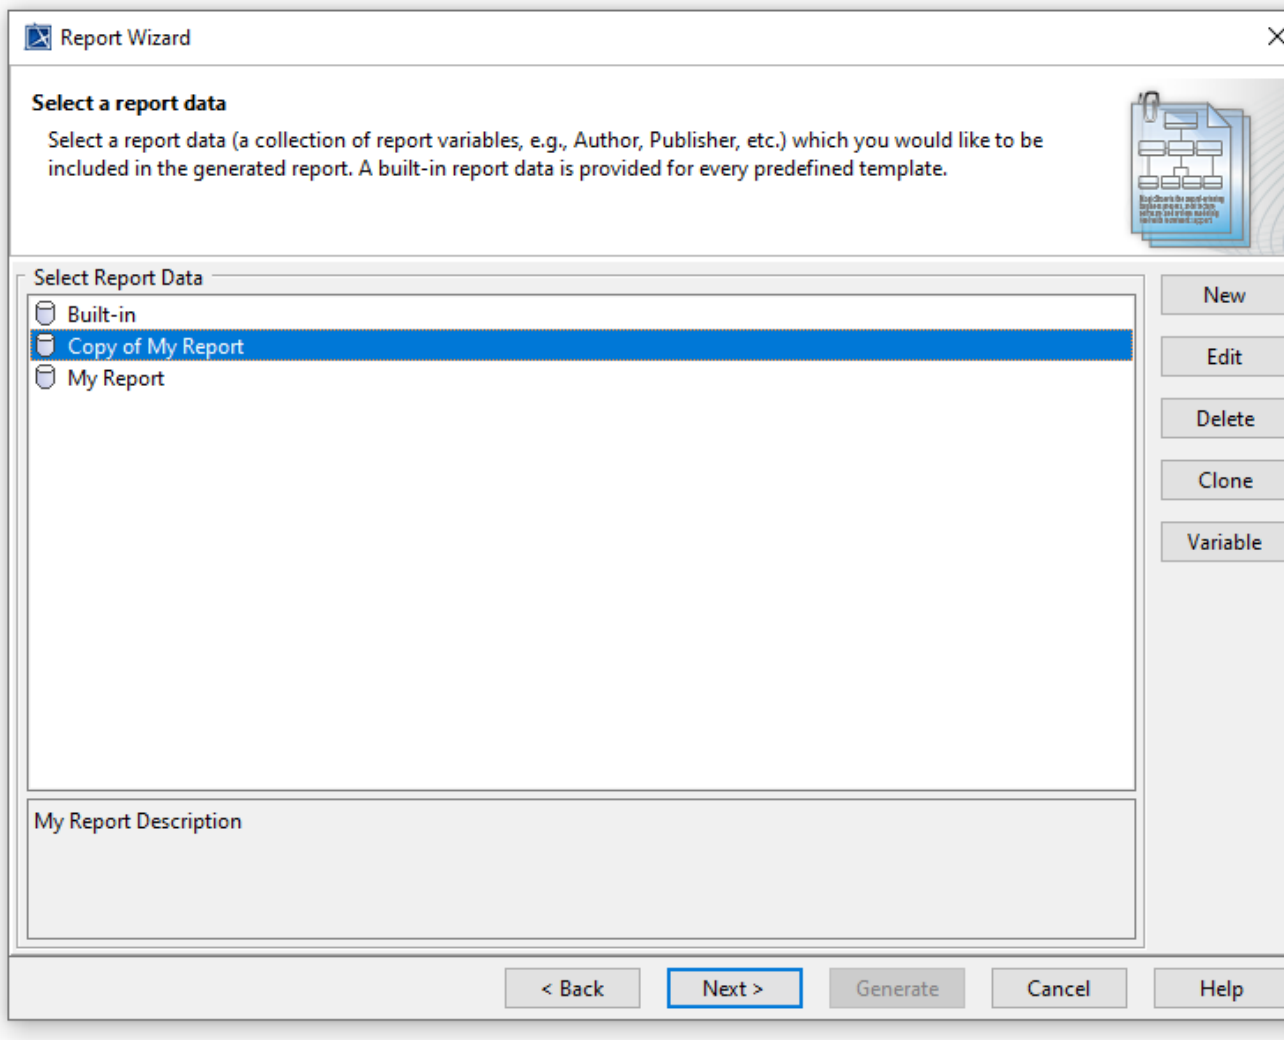 Report Wizard
Select a report data
Select a report data (a collection of report variables, e.g., Author, Publisher, etc.) which you would like to be
included in the generated report. A built-in report data is provided for every predefined template.
Select Report Data
Built-in
Copy of My Report
My Report
New
Edit
Delete
Clone
Variable
My Report Description
< Back
Next >
Generate
Cancel
Help